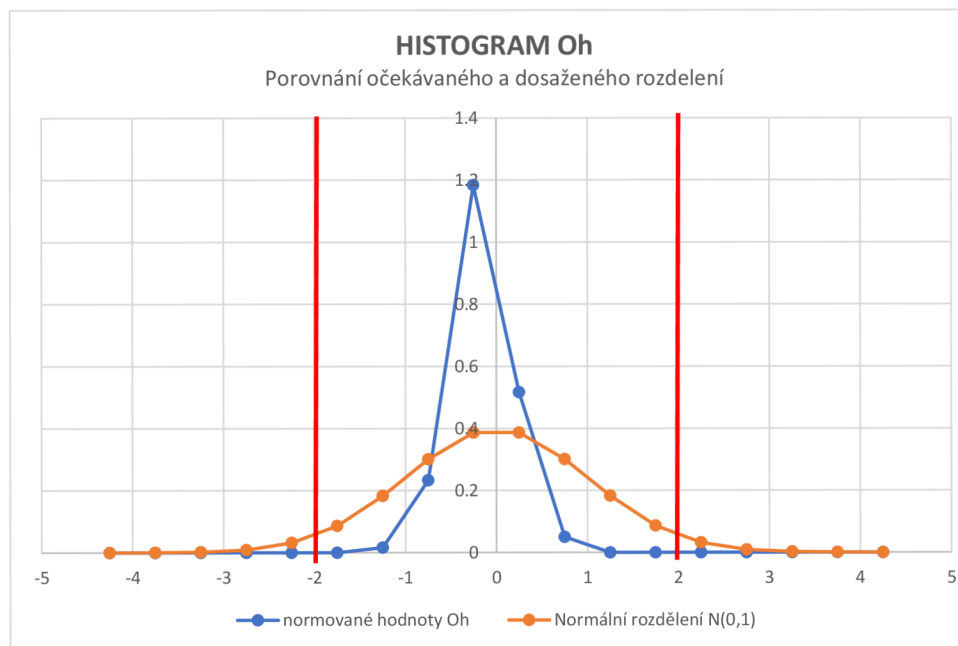 HISTOGRAM Oh
Porovnání očekávaného a dosaženého rozdelení
1.4
1.2
1
0.8
0.6
0.4
0.2
0
-5 -4 -3 -2 -1 0 1 2 3 4 5
normované hodnoty Oh Normální rozdělení N(0,1)